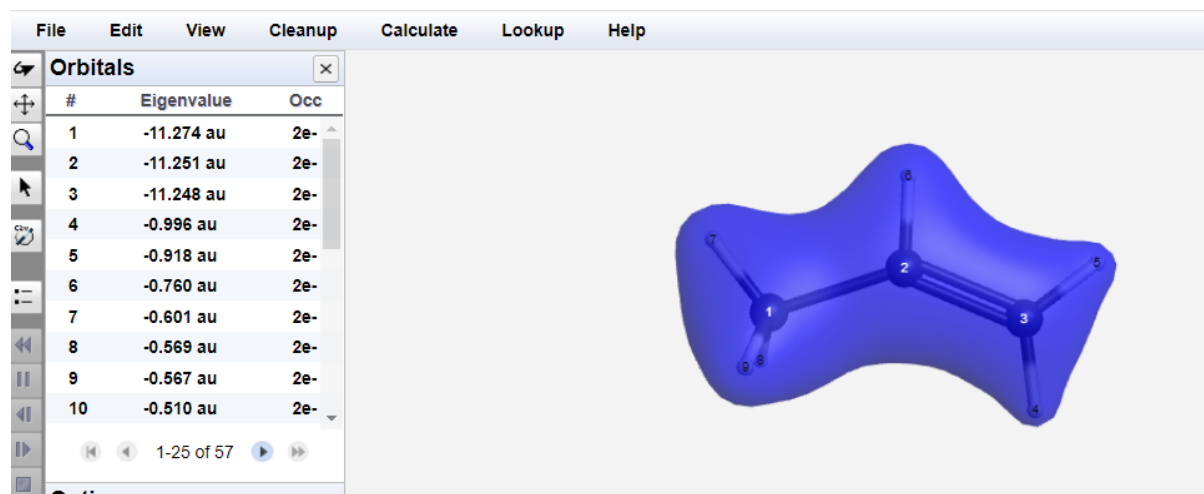 File Edit View Cleanup Calculate Lookup Help
Orbitals
# Eigenvalue Occ
1 -11.274 au 2e-
2 -11.251 au 2e-
3 -11.248 au 2e-
4 -0.996 au 2e-
5 -0.918 au 2e-
6 -0.760 au 2e-
7 -0.601 au 2e-
8 -0.569 au 2e-
9 -0.567 au 2e-
10 -0.510 au 2e-
1-25 of 57
6
7
2
5
1
3
9 8
4